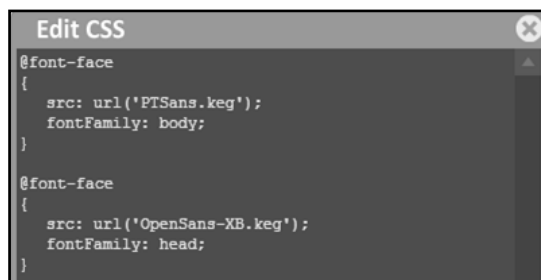 Edit CSS
@font-face
{
src: url('PTSans.keg');
fontFamily: body;
}
@font-face
{
src: url('OpenSans-XB.keg');
fontFamily: head;
}